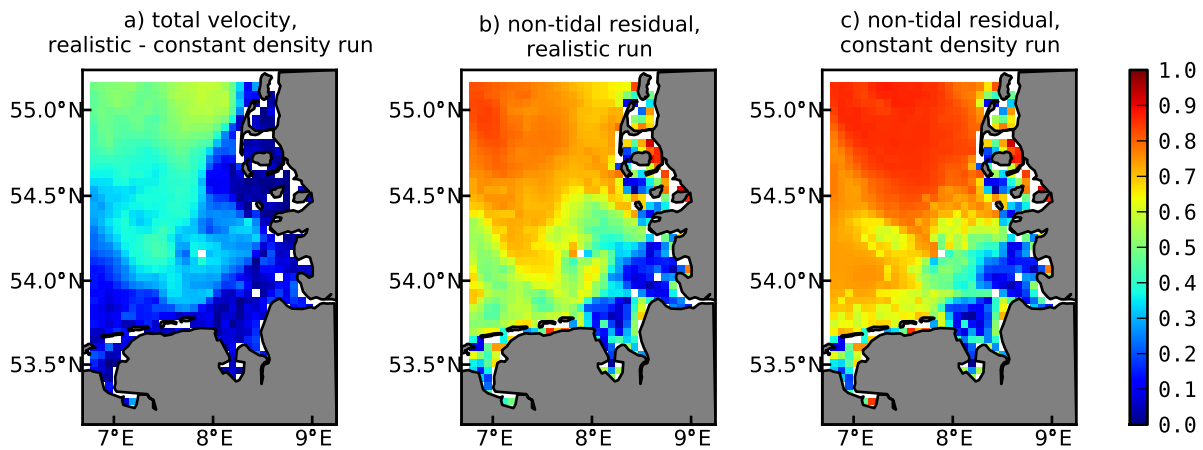 a) total velocity,
realistic - constant density run
b) non-tidal residual,
realistic run
c) non-tidal residual,
constant density run
55.0°N
54.5°N
54.0°N
53.5°N
7°E 8°E 9°E
55.0°N
54.5°N
54.0°N
53.5°N
7°E 8°E 9°E
55.0°N
54.5°N
54.0°N
53.5°N
7°E 8°E 9°E
1.0
0.9
0.8
0.7
0.6
0.5
0.4
0.3
0.2
0.1
0.0